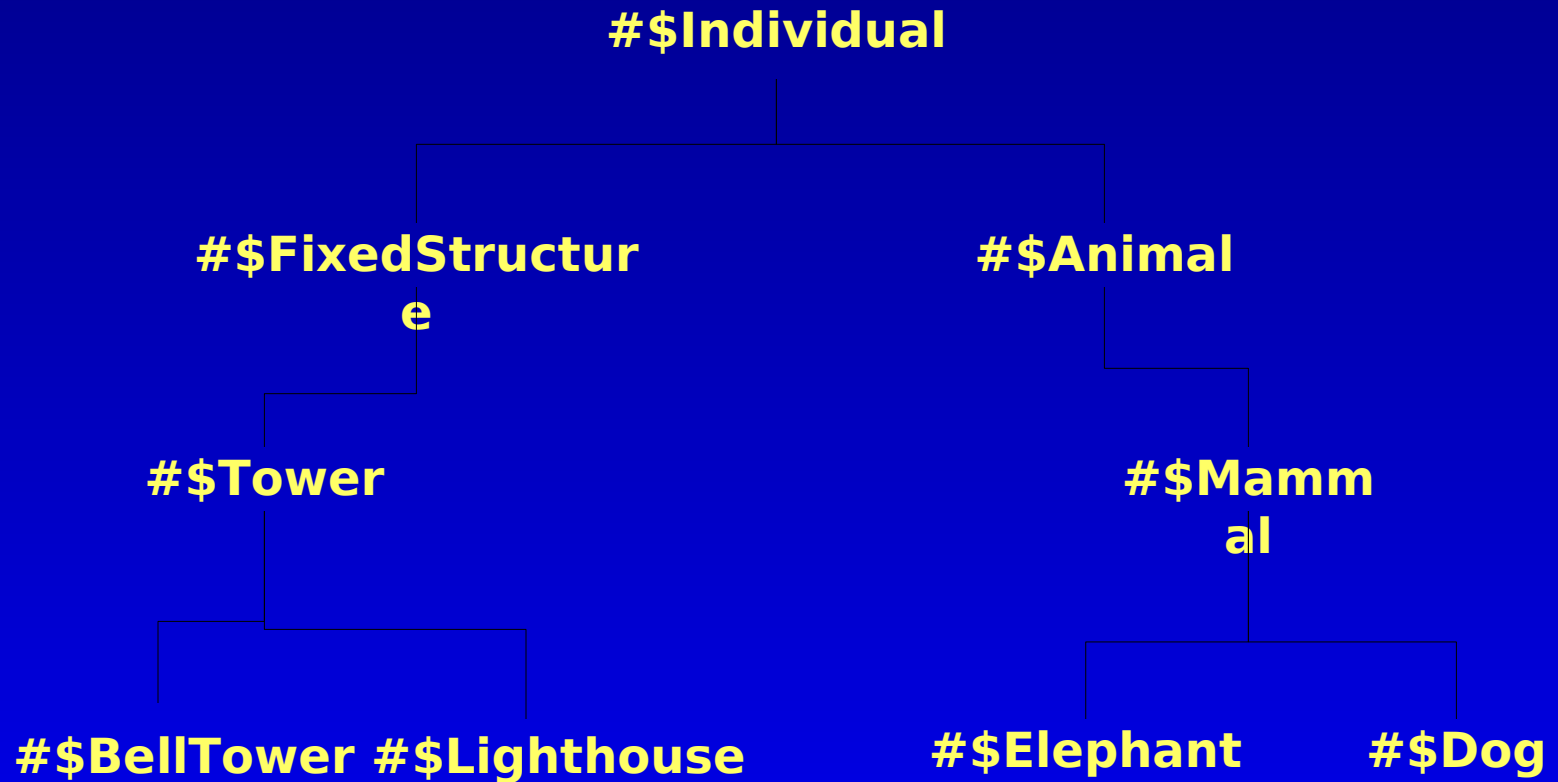 #$Individual
#$FixedStructur
e
#$Animal
#$Tower
#$Mamm
al
#$BellTower
#$Lighthouse
#$Elephant
#$Dog